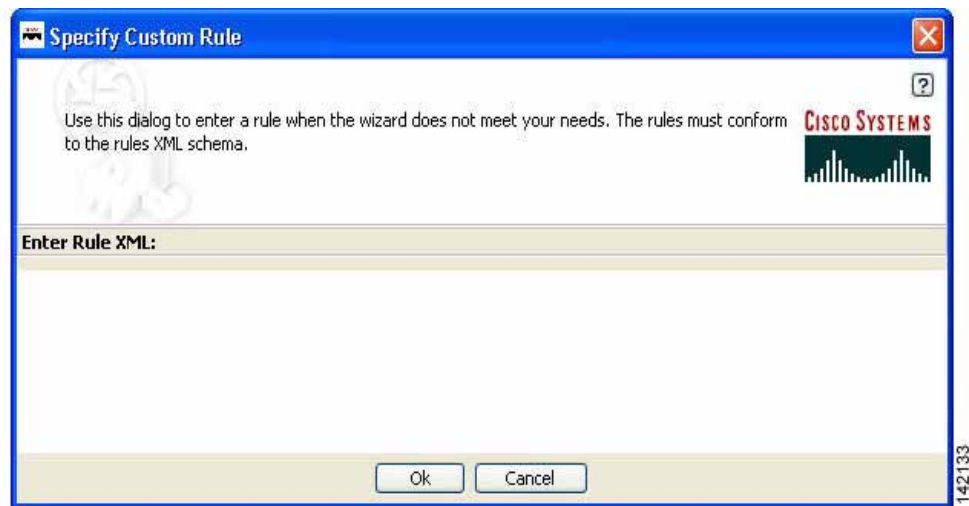 Specify Custom Rule
?
Use this dialog to enter a rule when the wizard does not meet your needs. The rules must conform
to the rules XML schema.
CISCO SYSTEMS
Enter Rule XML:
Ok
Cancel
142133